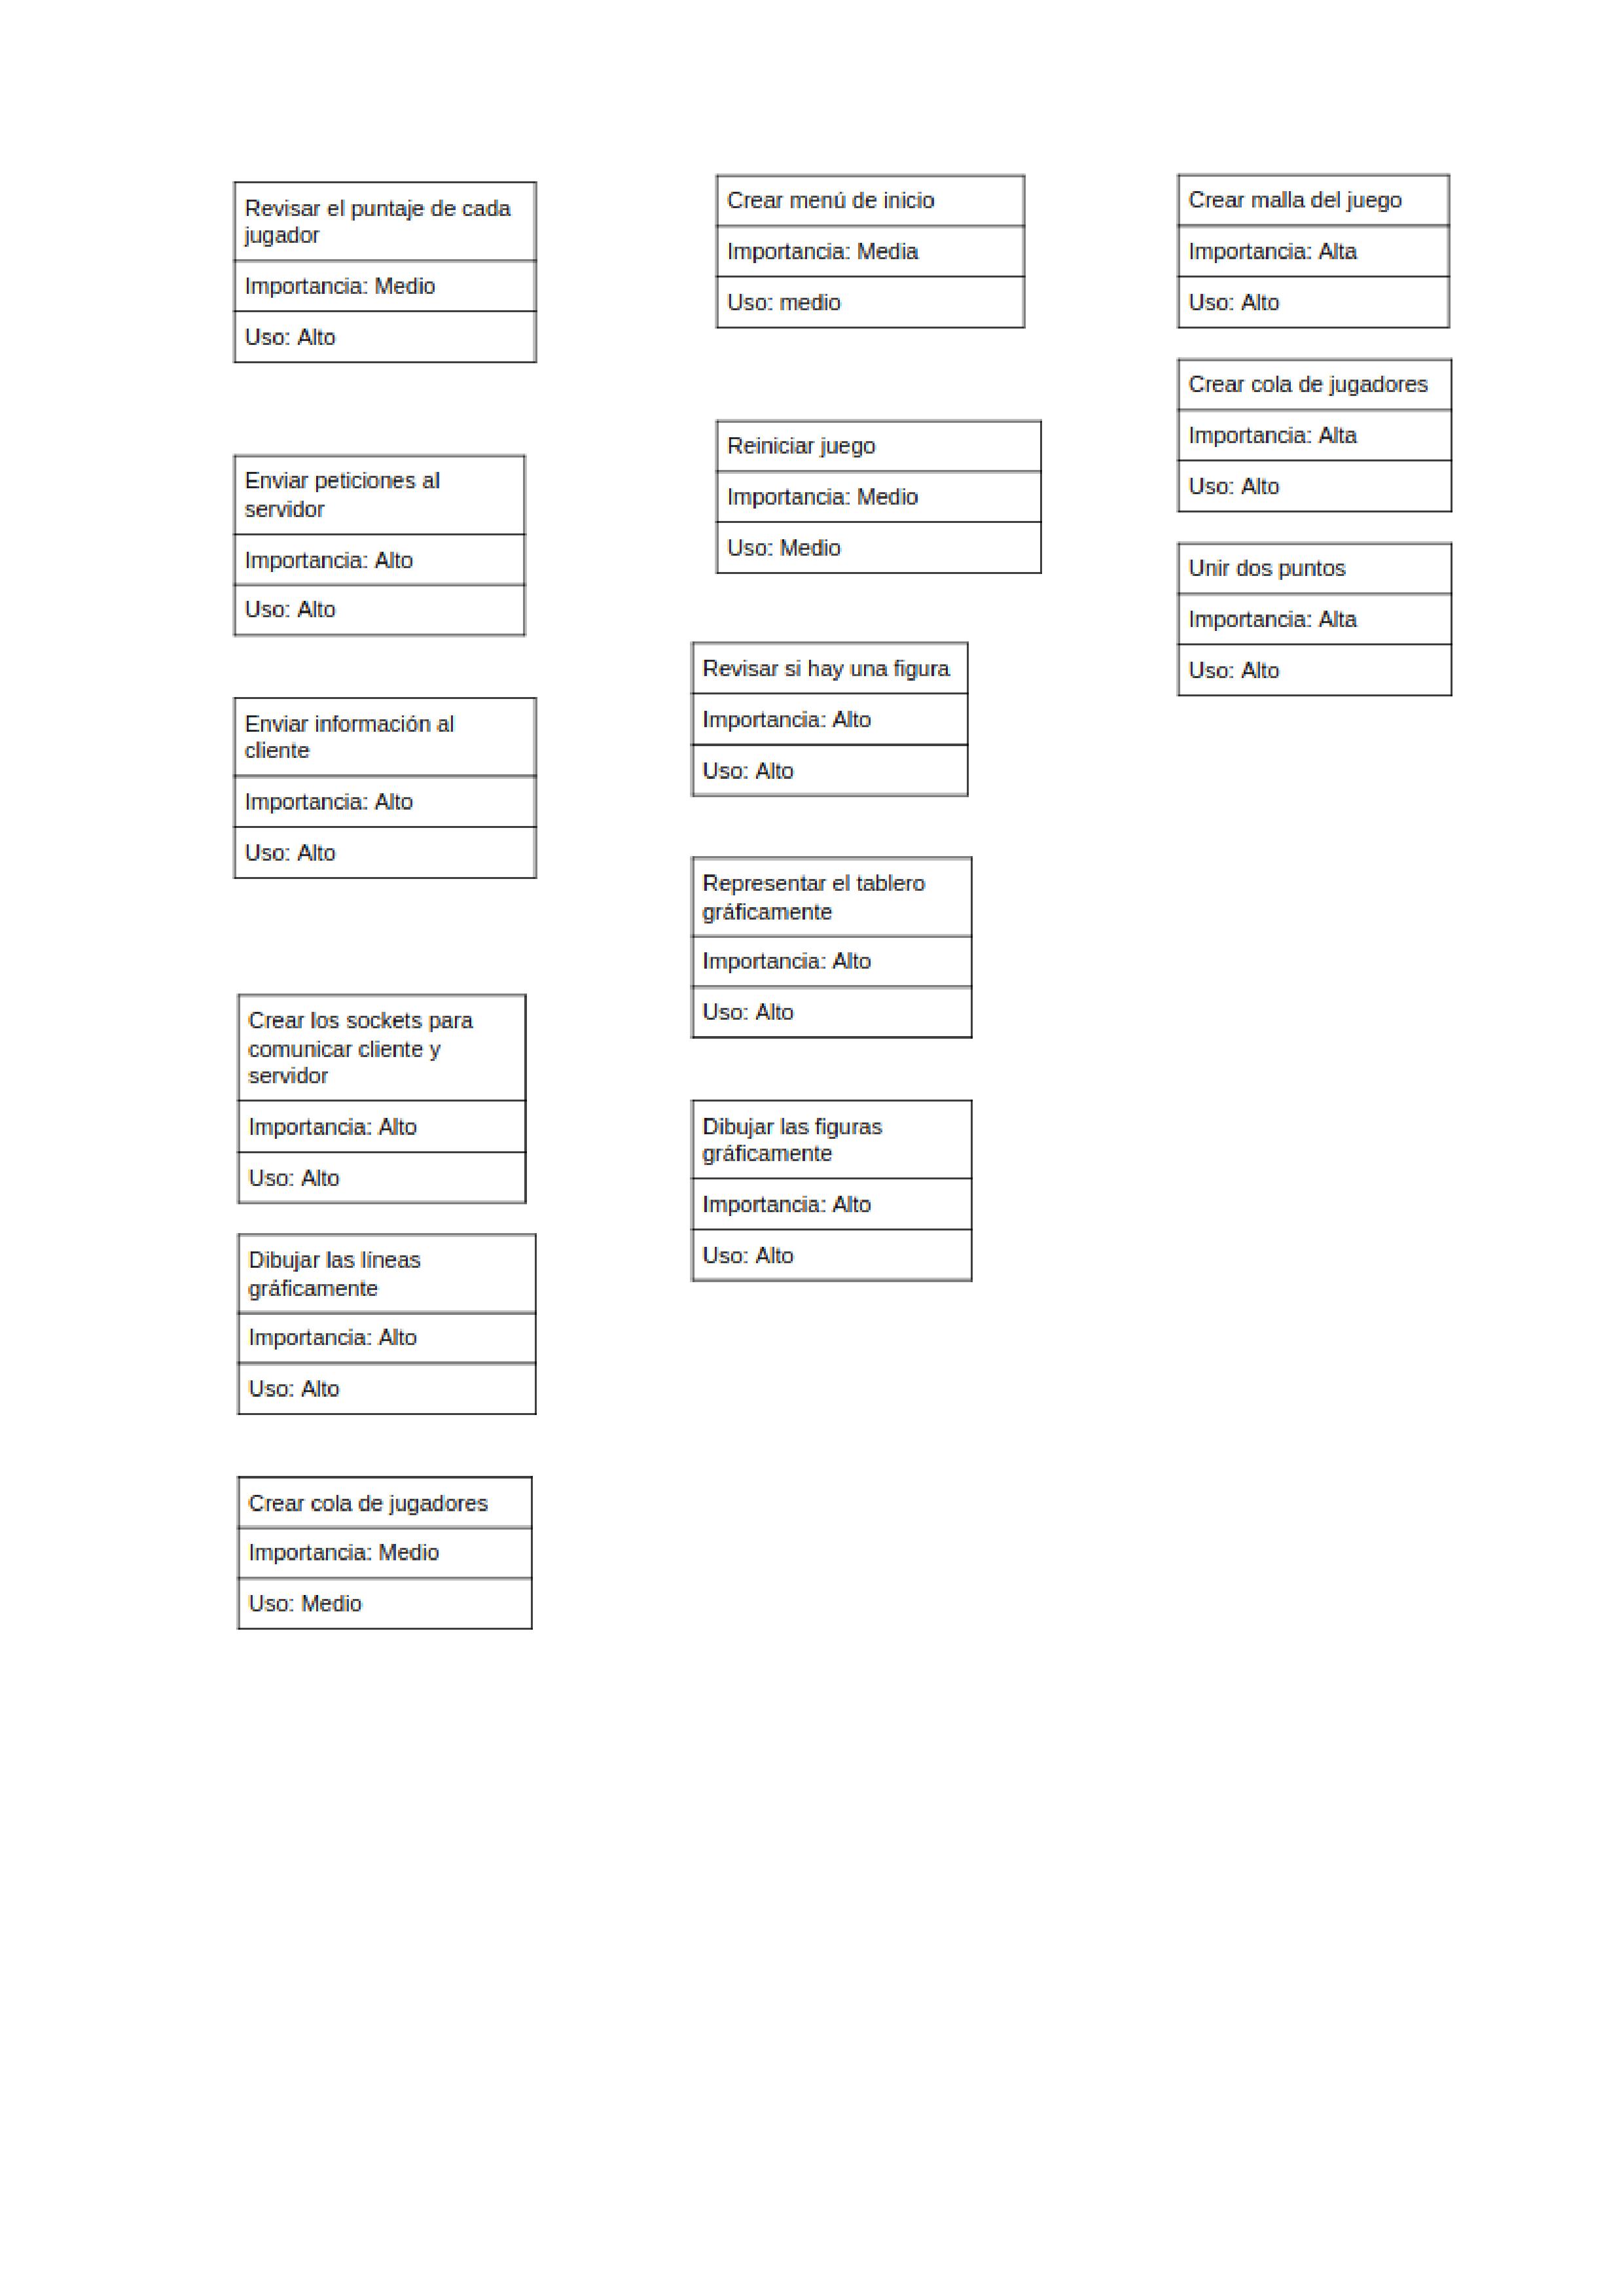 Revisar el puntaje de cada
jugador
Importancia: Medio
Uso: Alto
Enviar peticiones al
servidor
Importancia: Alto
Uso: Alto
Enviar información al
cliente
Importancia: Alto
Uso: Alto
Crear los sockets para
comunicar cliente y
servidor
Importancia: Alto
Uso: Alto
Dibujar las líneas
gráficamente
Importancia: Alto
Uso: Alto
Crear cola de jugadores
Importancia: Medio
Uso: Medio
Crear menú de inicio
Importancia: Media
Uso: medio
Reiniciar juego
Importancia: Medio
Uso: Medio
Revisar si hay una figura
Importancia: Alto
Uso: Alto
Representar el tablero
gráficamente
Importancia: Alto
Uso: Alto
Dibujar las figuras
gráficamente
Importancia: Alto
Uso: Alto
Crear malla del juego
Importancia: Alta
Uso: Alto
Crear cola de jugadores
Importancia: Alta
Uso: Alto
Unir dos puntos
Importancia: Alta
Uso: Alto